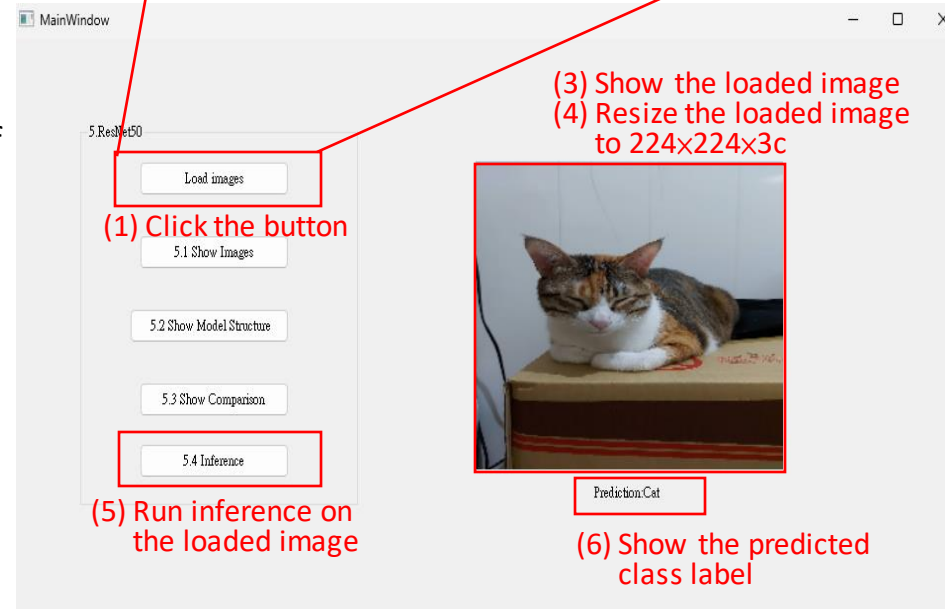 MainWindow
(3) Show the loaded image
(4) Resize the loaded image
to 224×224×3c
5.ResNet50
Load images
(1) Click the button
5.1 Show Images
5.2 Show Model Structure
5.3 Show Comparison
5.4 Inference
(5) Run inference on
the loaded image
Prediction:Cat
(6) Show the predicted
class label